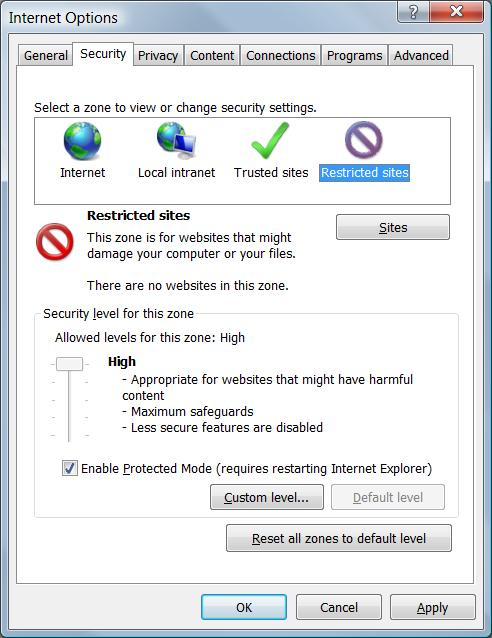 Internet Options
?
General Security Privacy Content Connections Programs Advanced
Select a zone to view or change security settings.
Internet Local intranet Trusted sites Restricted sites
Restricted sites
Sites
This zone is for websites that might
damage your computer or your files.
There are no websites in this zone.
Security level for this zone
Allowed levels for this zone: High
High
- Appropriate for websites that might have harmful
content
- Maximum safeguards
- Less secure features are disabled
Enable Protected Mode (requires restarting Internet Explorer)
Custom level... Default level
Reset all zones to default level
OK Cancel Apply